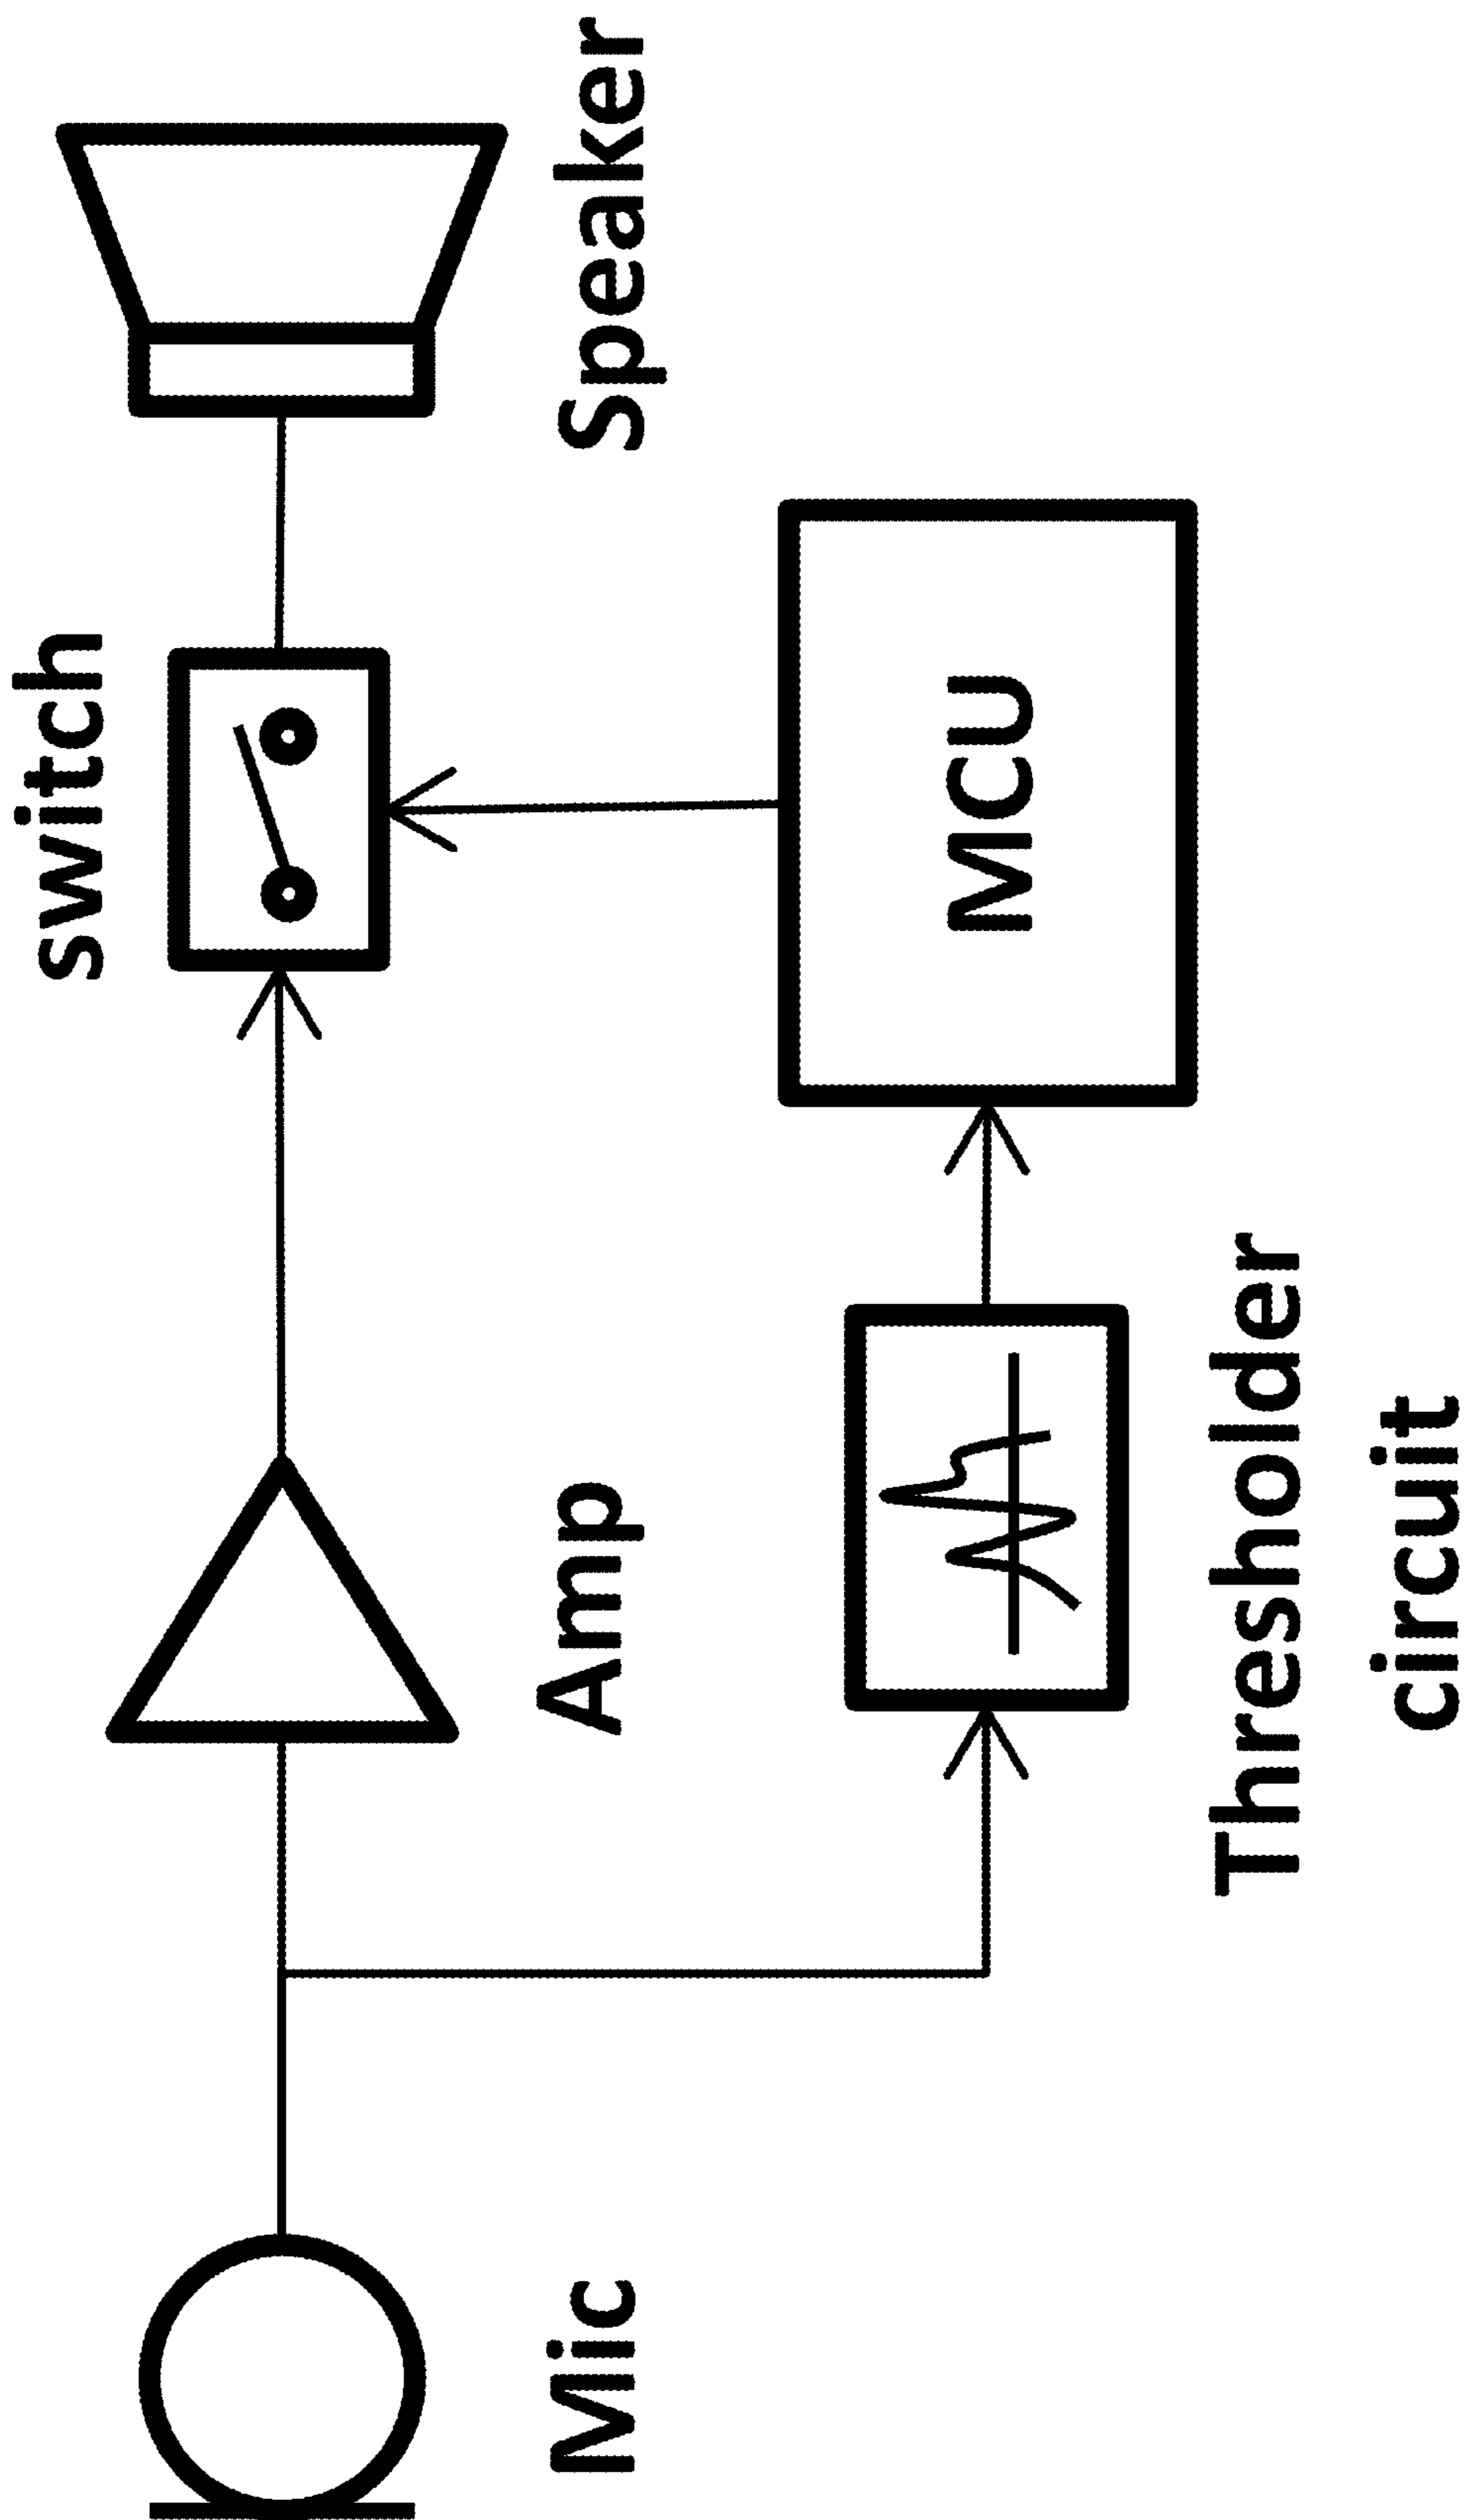 switch
Mic
Amp
Speaker
MCU
Thresholder
circuit